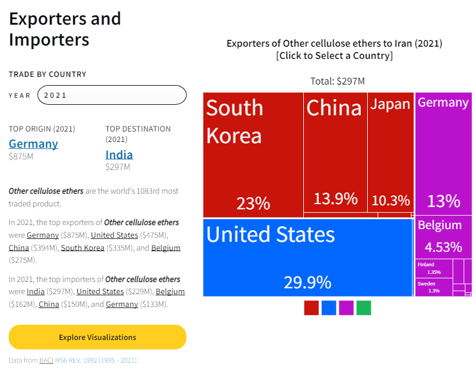 Exporters and
Importers
TRADE BY COUNTRY
YEAR
2021
TOP ORIGIN (2021)
Germany
$875M
TOP DESTINATION
(2021)
India
$297M
Other cellulose ethers are the world's 1083rd most
traded product.
In 2021, the top exporters of Other cellulose ethers
were Germany ($875M), United States ($475M),
China ($394M), South Korea ($335M), and Belgium
($275M).
In 2021, the top importers of Other cellulose ethers
were India ($297M), United States ($229M), Belgium
($162M), China ($150M), and Germany ($133M).
Explore Visualizations
Data from BACI HS6 REV. 1992 (1995 - 2021).
Exporters of Other cellulose ethers to Iran (2021)
[Click to Select a Country]
Total: $297M
South
Korea
23%
China
13.9%
Japan
10.3%
Germany
13%
United States
29.9%
Belgium
4.53%
Finland
1.35%
Sweden
1.3%